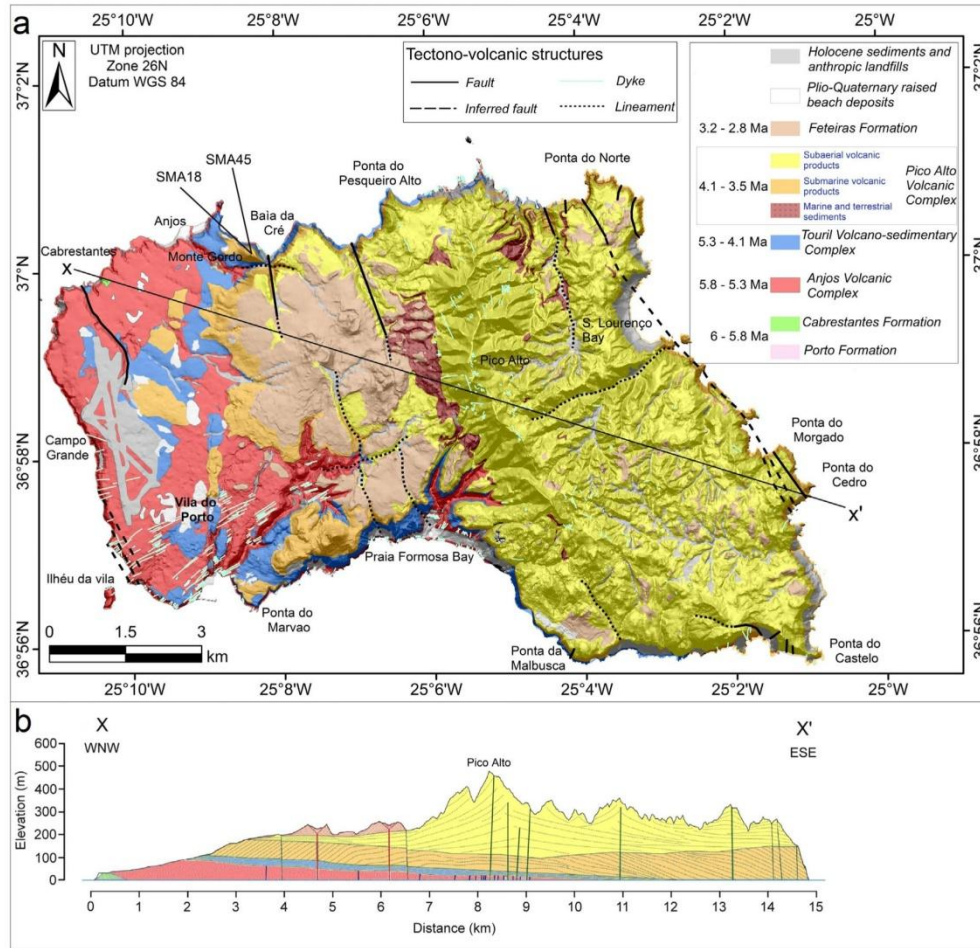 a
25°10'W
25°8'W
25°6'W
25°4'W
25°2'W
25°W
N
UTM projection
Zone 26N
Datum WGS 84
Tectono-volcanic structures
Fault
Dyke
Inferred fault
Lineament
Holocene sediments and
anthropic landfills
Plio-Quaternary raised
beach deposits
3.2 - 2.8 Ma
Feteiras Formation
4.1 - 3.5 Ma
Subaerial volcanic
products
Submarine volcanic
products
Marine and terrestrial
sediments
Pico Alto
Volcanic
Complex
5.3 - 4.1 Ma
Touril Volcano-sedimentary
Complex
5.8 - 5.3 Ma
Anjos Volcanic
Complex
6 - 5.8 Ma
Cabrestantes Formation
Porto Formation
37°2'N
37°N
36°58'N
36°56'N
37°2'N
37°N
36°58'N
36°56'N
SMA45
SMA18
Ponta do
Pesqueiro Alto
Ponta do Norte
Anjos
Baìa da
Cré
Cabrestantes
Monte Gordo
X
S. Lourenço
Bay
Pico Alto
Campo
Grande
Ponta do
Morgado
Ponta do
Cedro
X'
Vila do
Porto
Praia Formosa Bay
Ilhéu da vila
Ponta do
Marvao
Ponta da
Malbusca
Ponta do
Castelo
0 1.5 3
km
25°10'W
25°8'W
25°6'W
25°4'W
25°2'W
25°W
b
X
WNW
X'
ESE
Pico Alto
Elevation (m)
600
500
400
300
200
100
0
0 1 2 3 4 5 6 7 8 9 10 11 12 13 14 15
Distance (km)